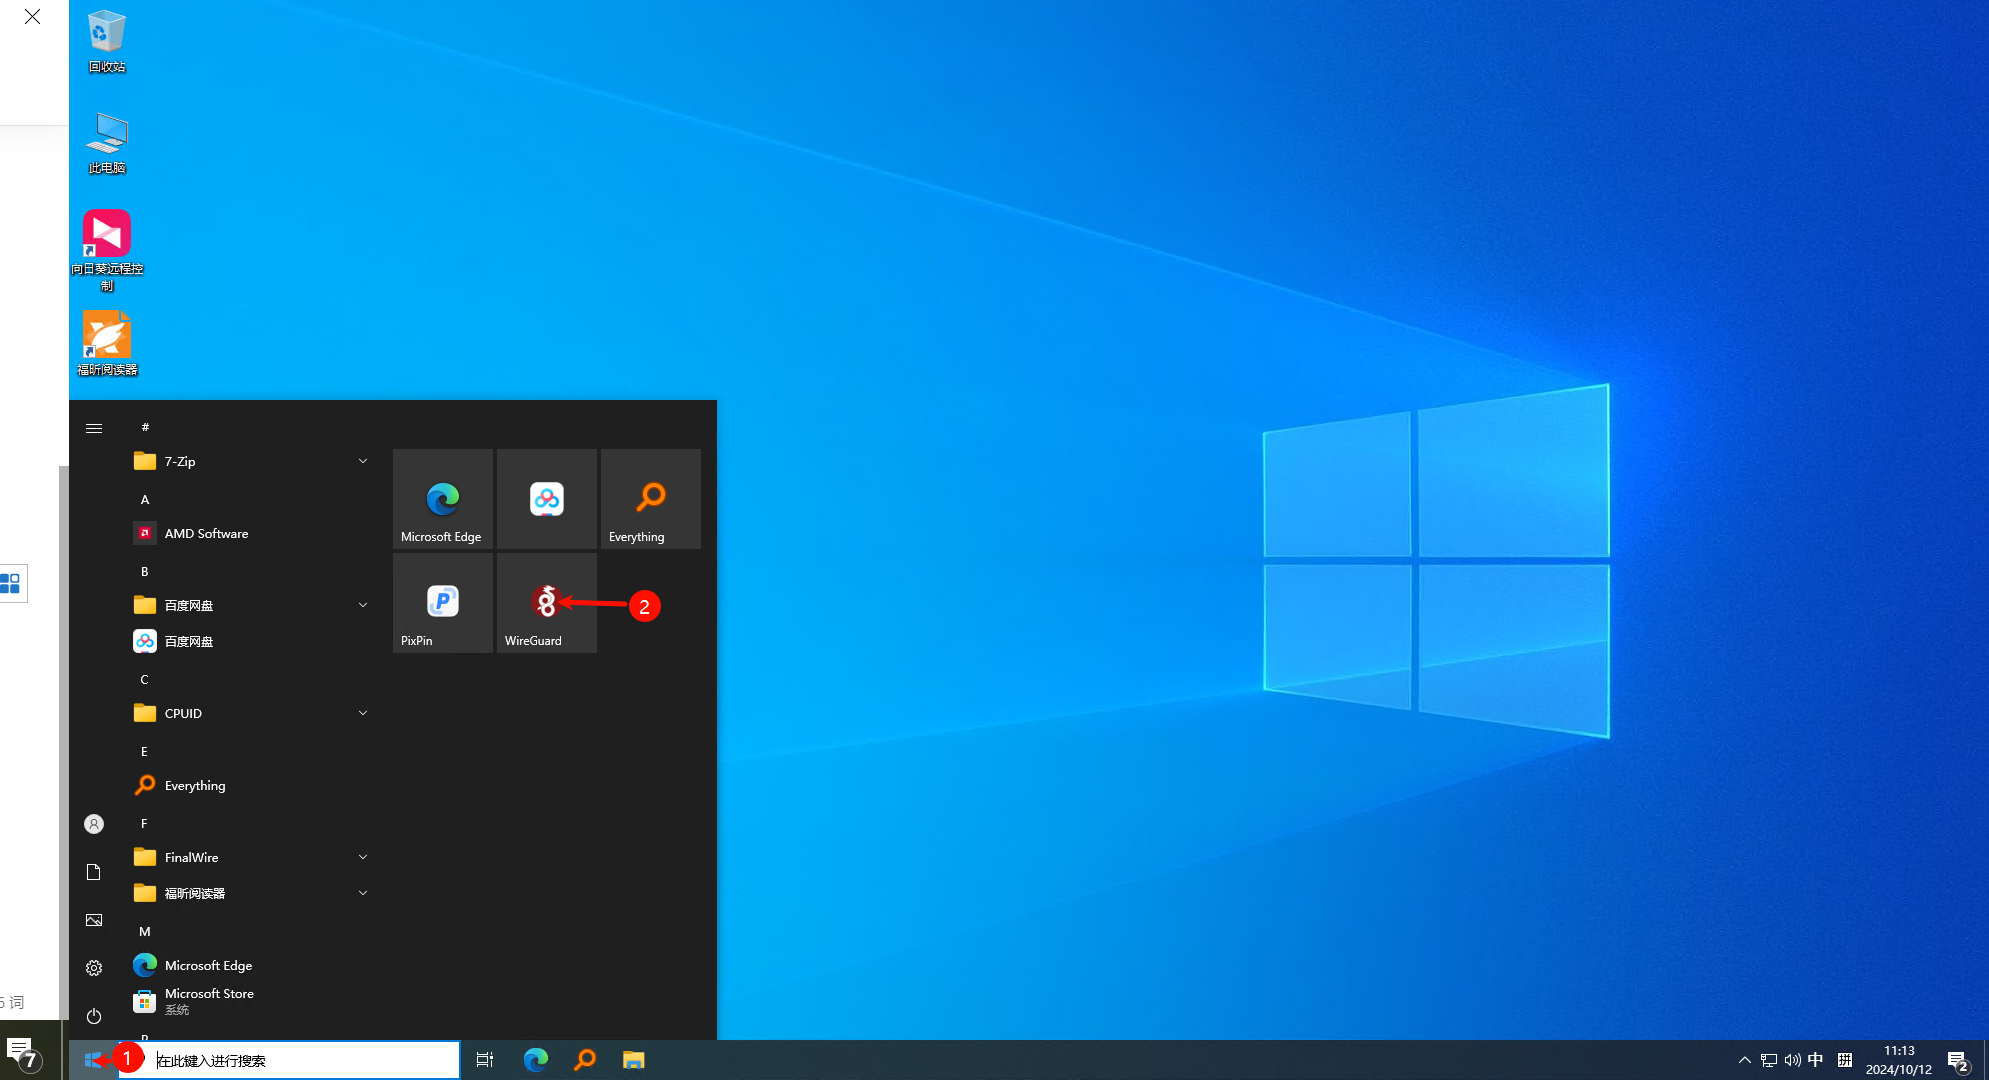 回收站
此电脑
向日葵远程控
制
福昕阅读器
#
7-Zip
A
AMD Software
B
百度网盘
百度网盘
C
CPUID
E
Everything
F
FinalWire
福昕阅读器
M
Microsoft Edge
Microsoft Store
系统
Microsoft Edge
Everything
PixPin
WireGuard
2
词
7
1
在此键入进行搜索
中
拼
11:13
2024/10/12
2